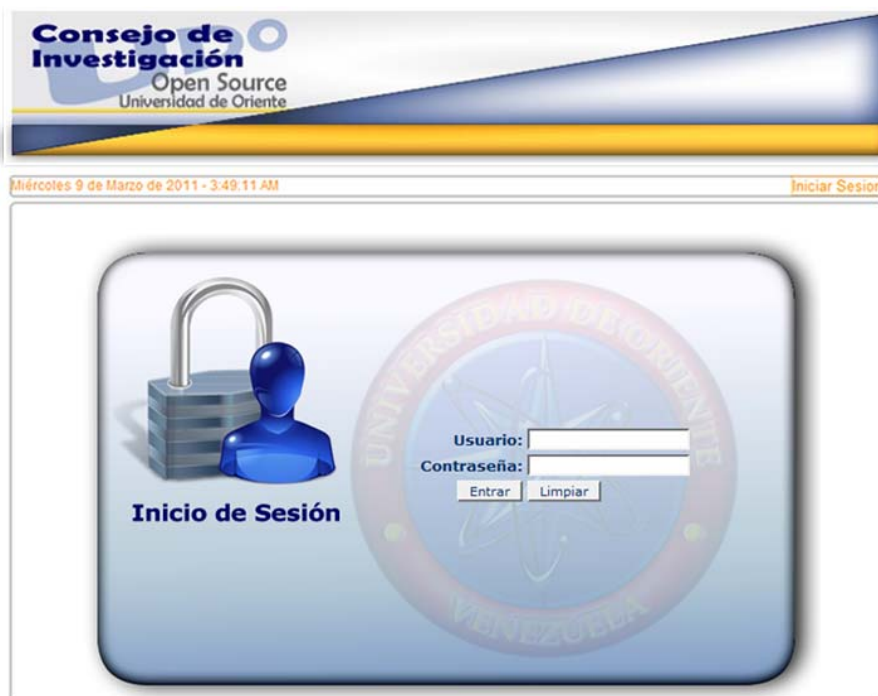 UDO
Consejo de
Investigación
Open Source
Universidad de Oriente
Miércoles 9 de Marzo de 2011 - 3:49:11 AM
Iniciar Sesion
UNIVERSIDAD DE ORIENTE
Usuario:
Contraseña:
Entrar Limpiar
Inicio de Sesión
VENEZUELA